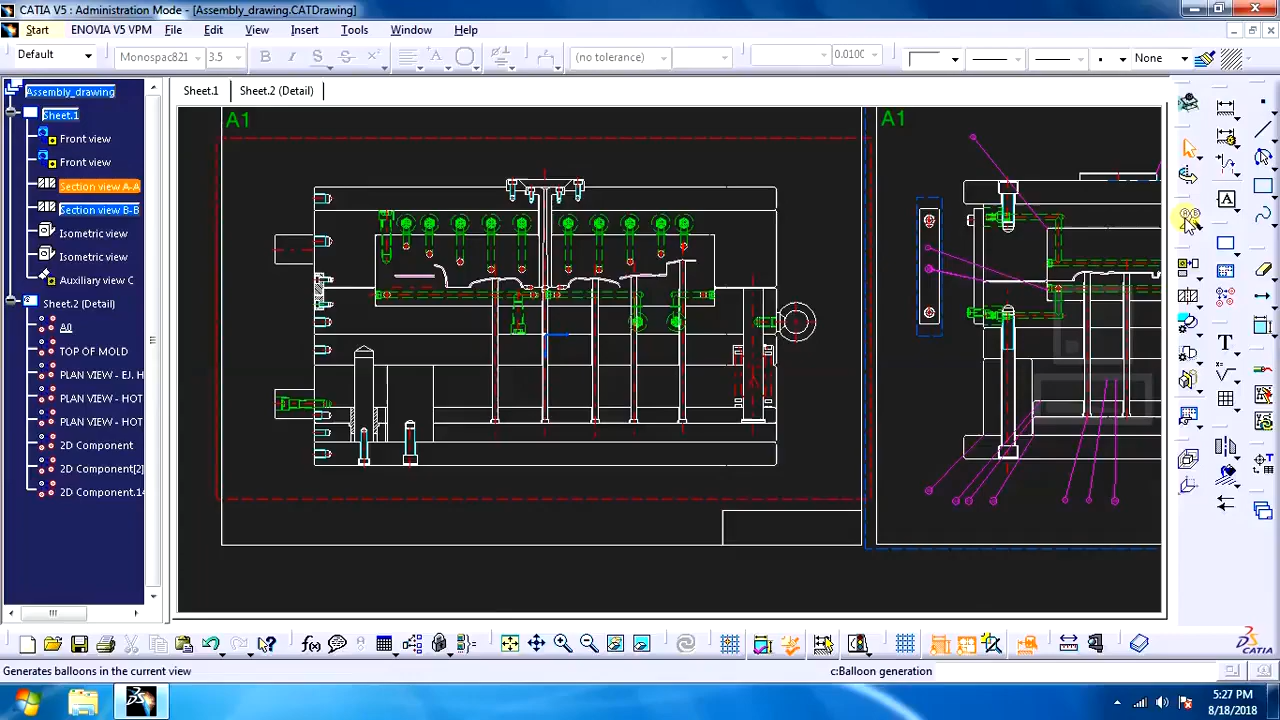 CATIA V5 : Administration Mode - [Assembly_drawing.CATDrawing]
Start ENOVIA V5 VPM File Edit View Insert Tools Window Help
Default Monospac821 3.5 B I S (no tolerance) 0.0100 None
Assembly_drawing
Sheet.1
Front view
Front view
Section view A-A
Section view B-B
Isometric view
Isometric view
Auxiliary view C
Sheet.2 (Detail)
A0
TOP OF MOLD
PLAN VIEW - EJ. H
PLAN VIEW - HOT
PLAN VIEW - HOT
2D Component
2D Component[2]
2D Component.14
Sheet.1 Sheet.2 (Detail)
A1 A1
Generates balloons in the current view c:Balloon generation
CATIA
5:27 PM
8/18/2018